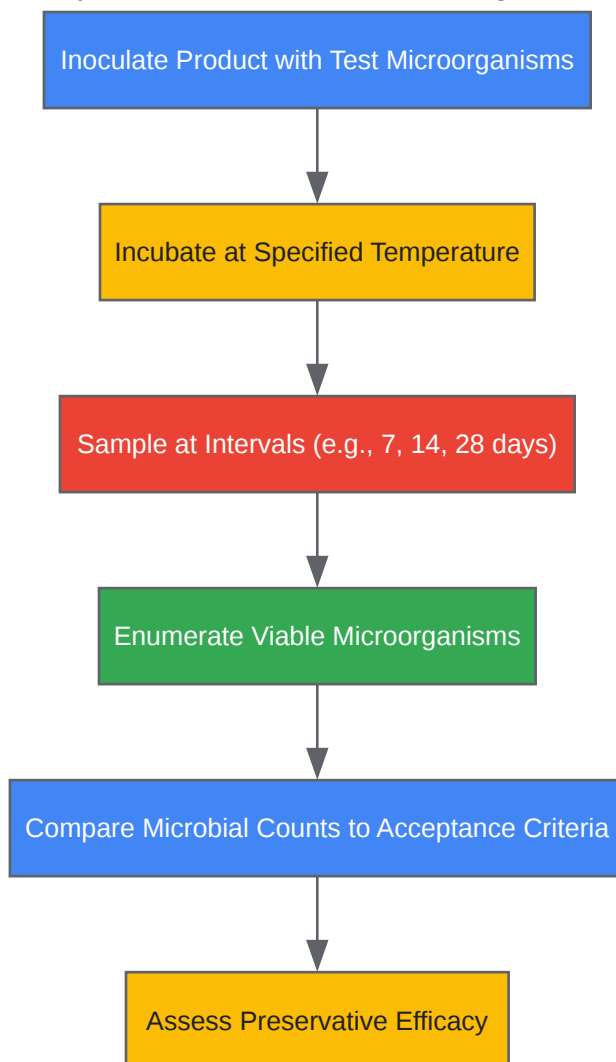 Inoculate Product with Test Microorganisms
Incubate at Specified Temperature
Sample at Intervals (e.g., 7, 14, 28 days)
Enumerate Viable Microorganisms
Compare Microbial Counts to Acceptance Criteria
Assess Preservative Efficacy